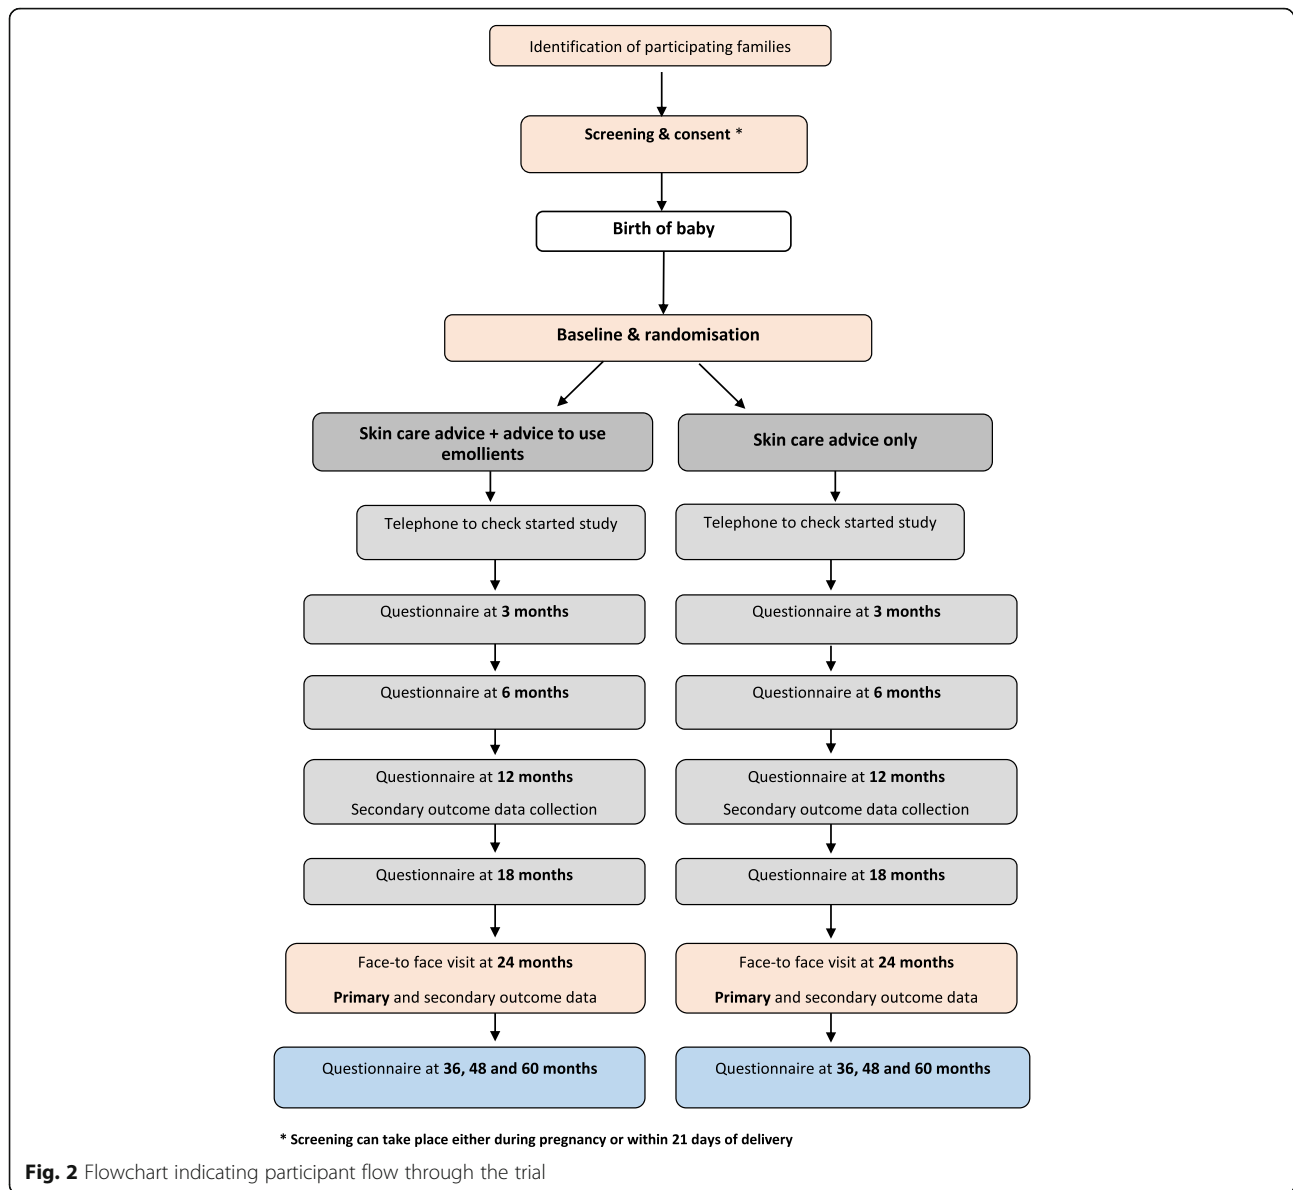 Identification of participating families
Screening & consent *
Birth of baby
Baseline & randomisation
Skin care advice + advice to use
emollients
Skin care advice only
Telephone to check started study
Telephone to check started study
Questionnaire at 3 months
Questionnaire at 3 months
Questionnaire at 6 months
Questionnaire at 6 months
Questionnaire at 12 months
Secondary outcome data collection
Questionnaire at 12 months
Secondary outcome data collection
Questionnaire at 18 months
Questionnaire at 18 months
Face-to face visit at 24 months
Primary and secondary outcome data
Face-to face visit at 24 months
Primary and secondary outcome data
Questionnaire at 36, 48 and 60 months
Questionnaire at 36, 48 and 60 months
* Screening can take place either during pregnancy or within 21 days of delivery
Fig. 2 Flowchart indicating participant flow through the trial